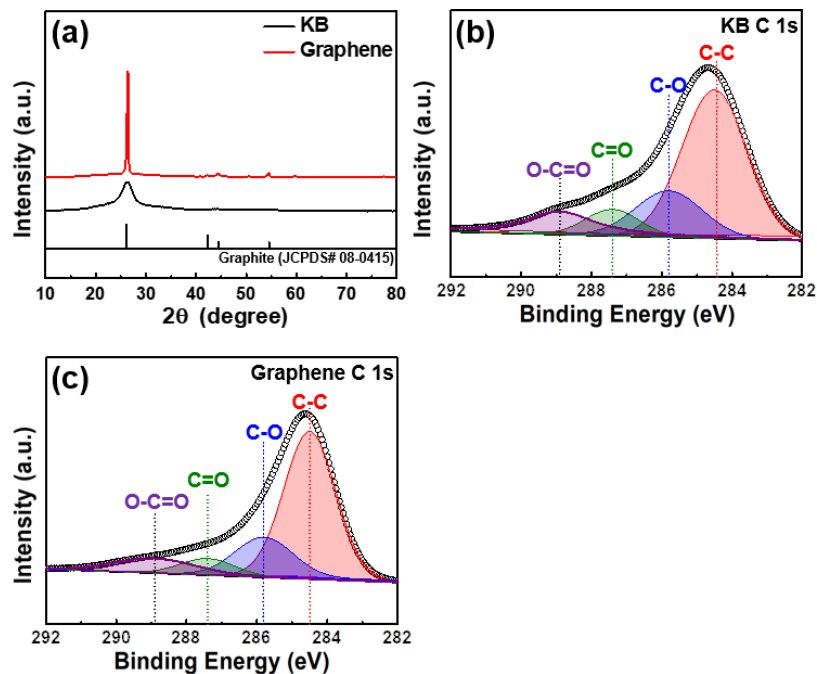 (a)
KB
Graphene
Graphite (JCPDS# 08-0415)
Intensity (a.u.)
10 20 30 40 50 60 70 80
2θ (degree)
(b)
KB C 1s
C-C
C-O
C=O
O-C=O
Intensity (a.u.)
292 290 288 286 284 282
Binding Energy (eV)
(c)
Graphene C 1s
C-C
C-O
C=O
O-C=O
Intensity (a.u.)
292 290 288 286 284 282
Binding Energy (eV)